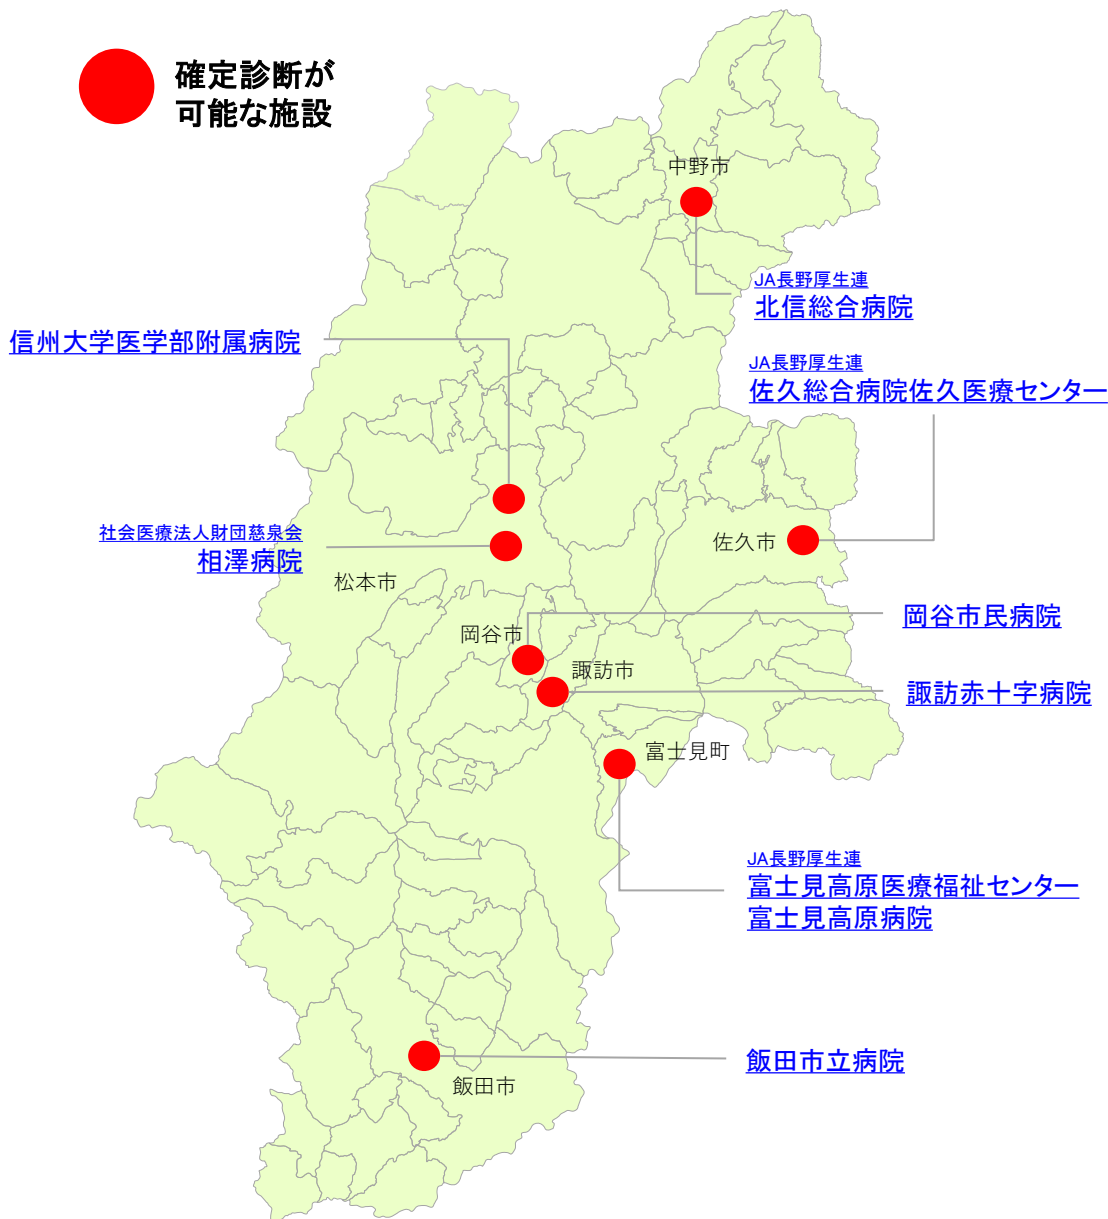 確定診断が
可能な施設
中野市
JA長野厚生連
北信総合病院
信州大学医学部附属病院
JA長野厚生連
佐久総合病院佐久医療センター
社会医療法人財団慈泉会
相澤病院
佐久市
松本市
岡谷市民病院
岡谷市
諏訪市
諏訪赤十字病院
富士見町
JA長野厚生連
富士見高原医療福祉センター
富士見高原病院
飯田市立病院
飯田市